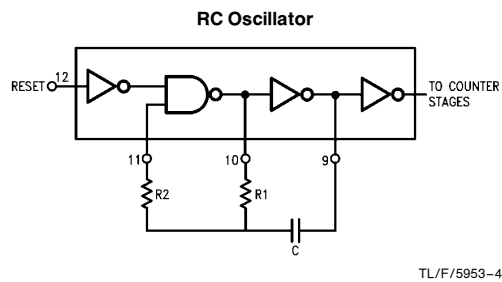 RC Oscillator
RESET
12
TO COUNTER
STAGES
11
10
9
R2
R1
C
TL/F/5953–4